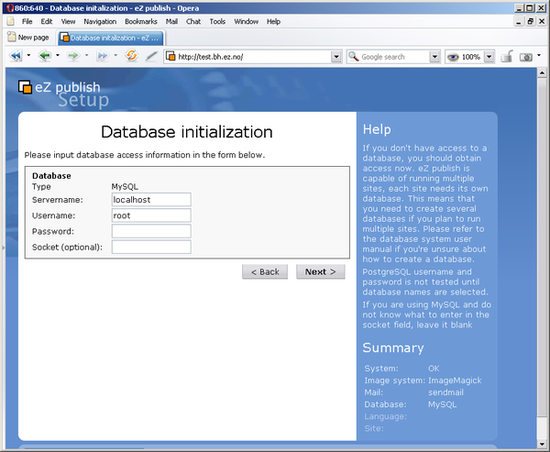 860:640 - Database initalization - eZ publish - Opera
File Edit View Navigation Bookmarks Mail Chat Tools Window Help
New page
Database initalization - eZ ...
http://test.bh.ez.no/
Google search
100%
eZ publish
Setup
Database initialization
Please input database access information in the form below.
Database
Type MySQL
Servername: localhost
Username: root
Password:
Socket (optional):
< Back Next >
Help
If you don't have access to a
database, you should obtain
access now. eZ publish is
capable of running multiple
sites, each site needs its own
database. This means that
you need to create several
databases if you plan to run
multiple sites. Please refer to
the database system user
manual if you're unsure about
how to create a database.
PostgreSQL username and
password is not tested until
database names are selected.
If you are using MySQL and do
not know what to enter in the
socket field, leave it blank
Summary
System: OK
Image system: ImageMagick
Mail: sendmail
Database: MySQL
Language:
Site: